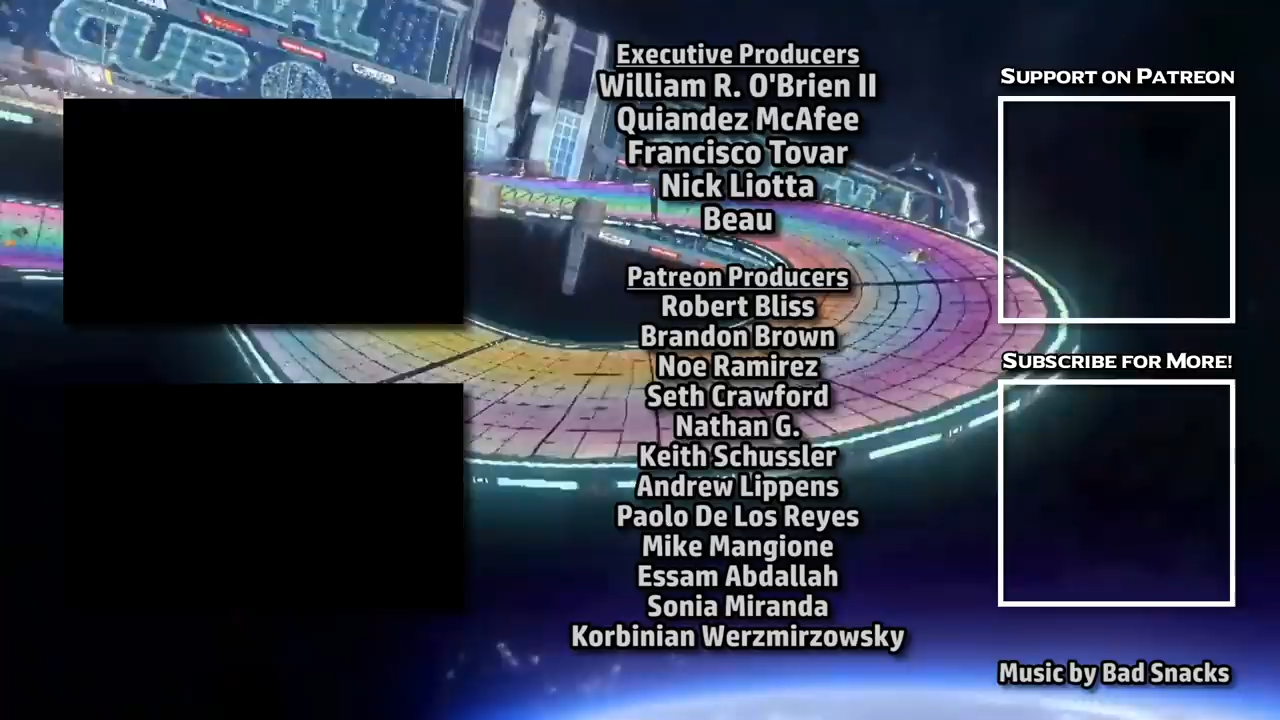 CUP
Executive Producers
William R. O'Brien II
Quiandez McAfee
Francisco Tovar
Nick Liotta
Beau
Patreon Producers
Robert Bliss
Brandon Brown
Noe Ramirez
Seth Crawford
Nathan G.
Keith Schussler
Andrew Lippens
Paolo De Los Reyes
Mike Mangione
Essam Abdallah
Sonia Miranda
Korbinian Werzmirzowsky
Support on Patreon
Subscribe for More!
Music by Bad Snacks